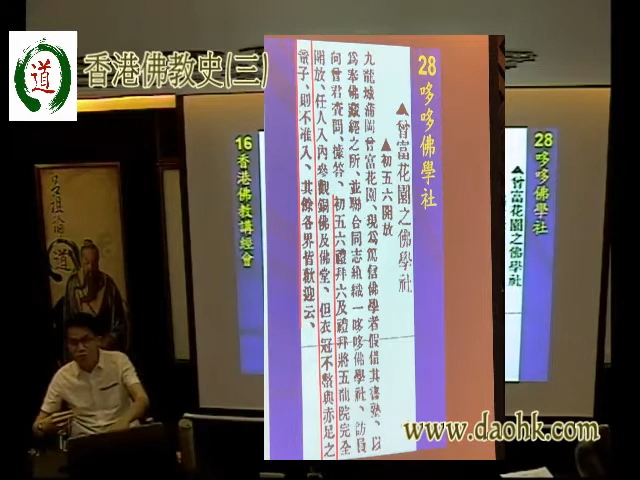 道
香港佛教史(三)
28 哆哆佛學社
▲曾富花園之佛學社
▲初五六開放
九龍城蒲岡曾富花園、現為篤信佛學者假借其書塾、以
為奉佛藏經之所、並聯合同志組織一哆哆佛學社、訪員
向曾君壳問、據答、初五六禮拜六及禮拜將五龍院完全
開放、任人入內參觀銅佛及佛堂、但衣冠不整與赤足之
童子、即不准入、其餘各界皆歡迎云、
28 哆哆佛學社
▲曾富花園之佛學社
16 香港佛教講經會
道
www.daohk.com